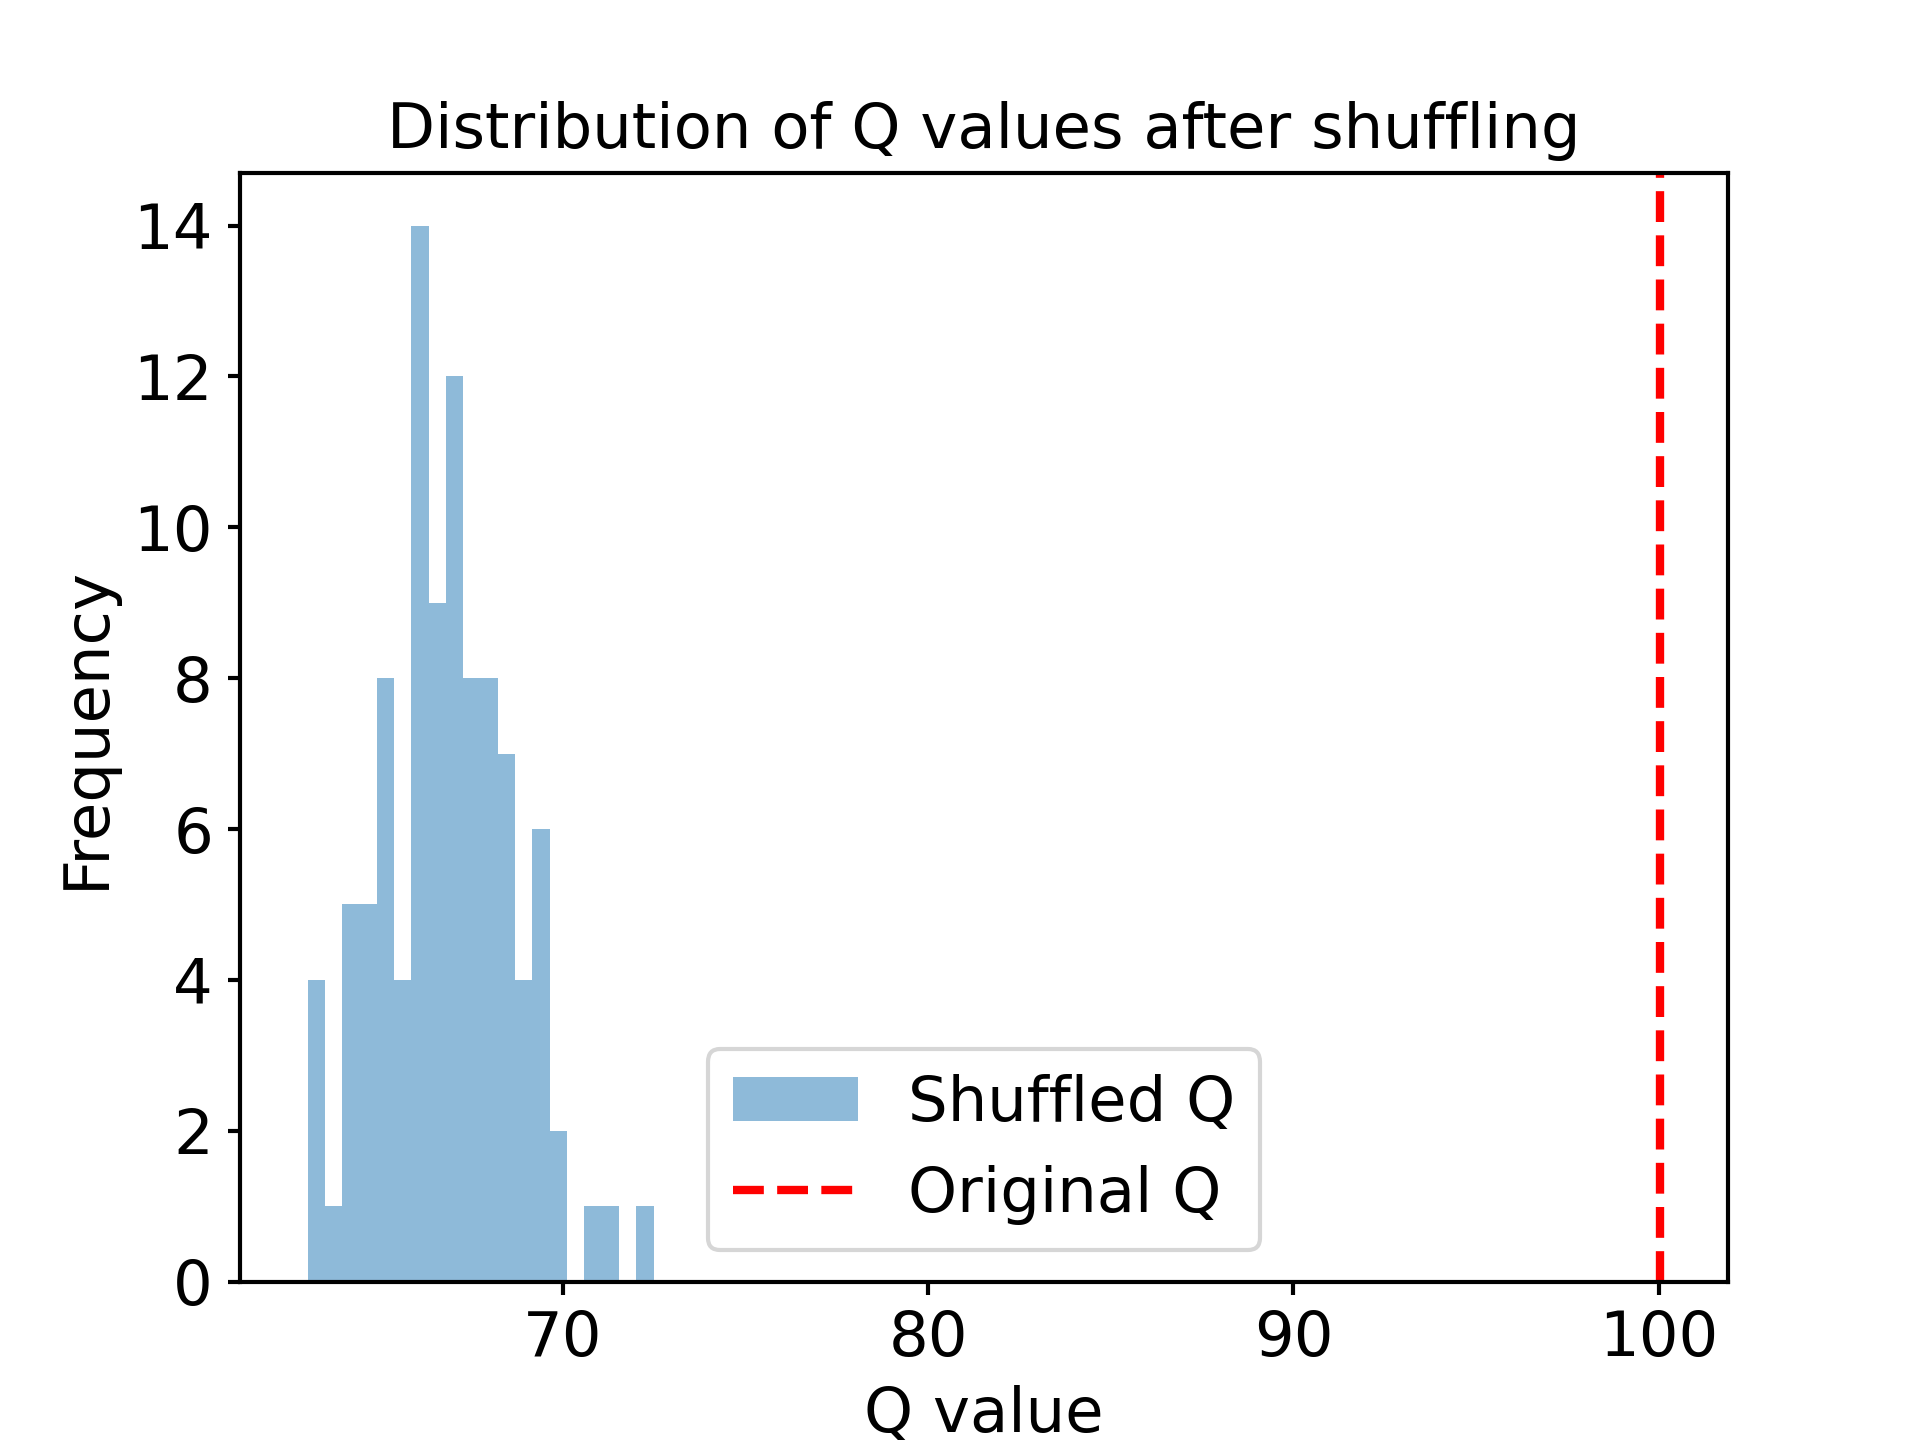 Distribution of Q values after shuffling
14
12
10
8
6
4
2
0
Frequency
Shuffled Q
Original Q
70 80 90 100
Q value